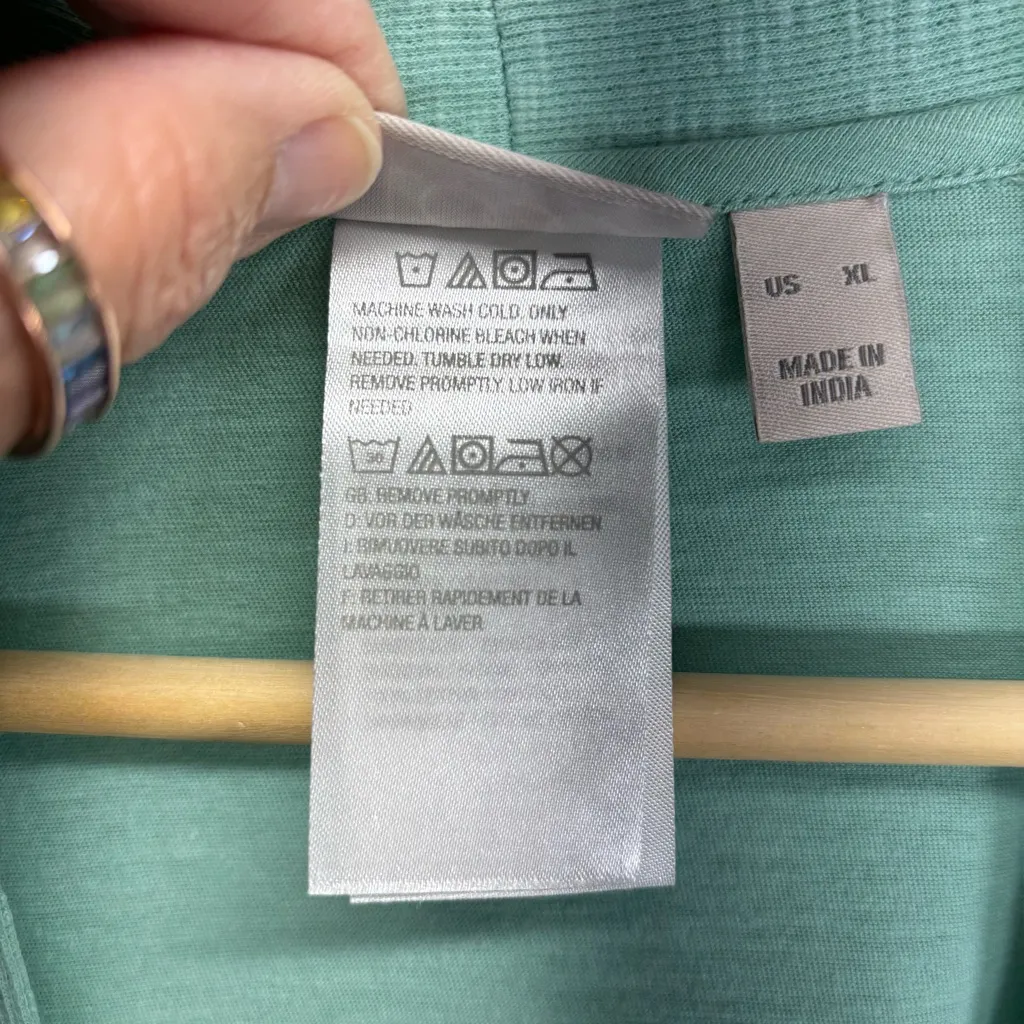 MACHINE WASH COLD. ONLY
NON-CHLORINE BLEACH WHEN
NEEDED. TUMBLE DRY LOW.
REMOVE PROMPTLY. LOW IRON IF
NEEDED
30
GB: REMOVE PROMPTLY
D: VOR DER WÄSCHE ENTFERNEN
I: RIMUOVERE SUBITO DOPO IL
LAVAGGIO
F: RETIRER RAPIDEMENT DE LA
MACHINE À LAVER
US XL
MADE IN
INDIA